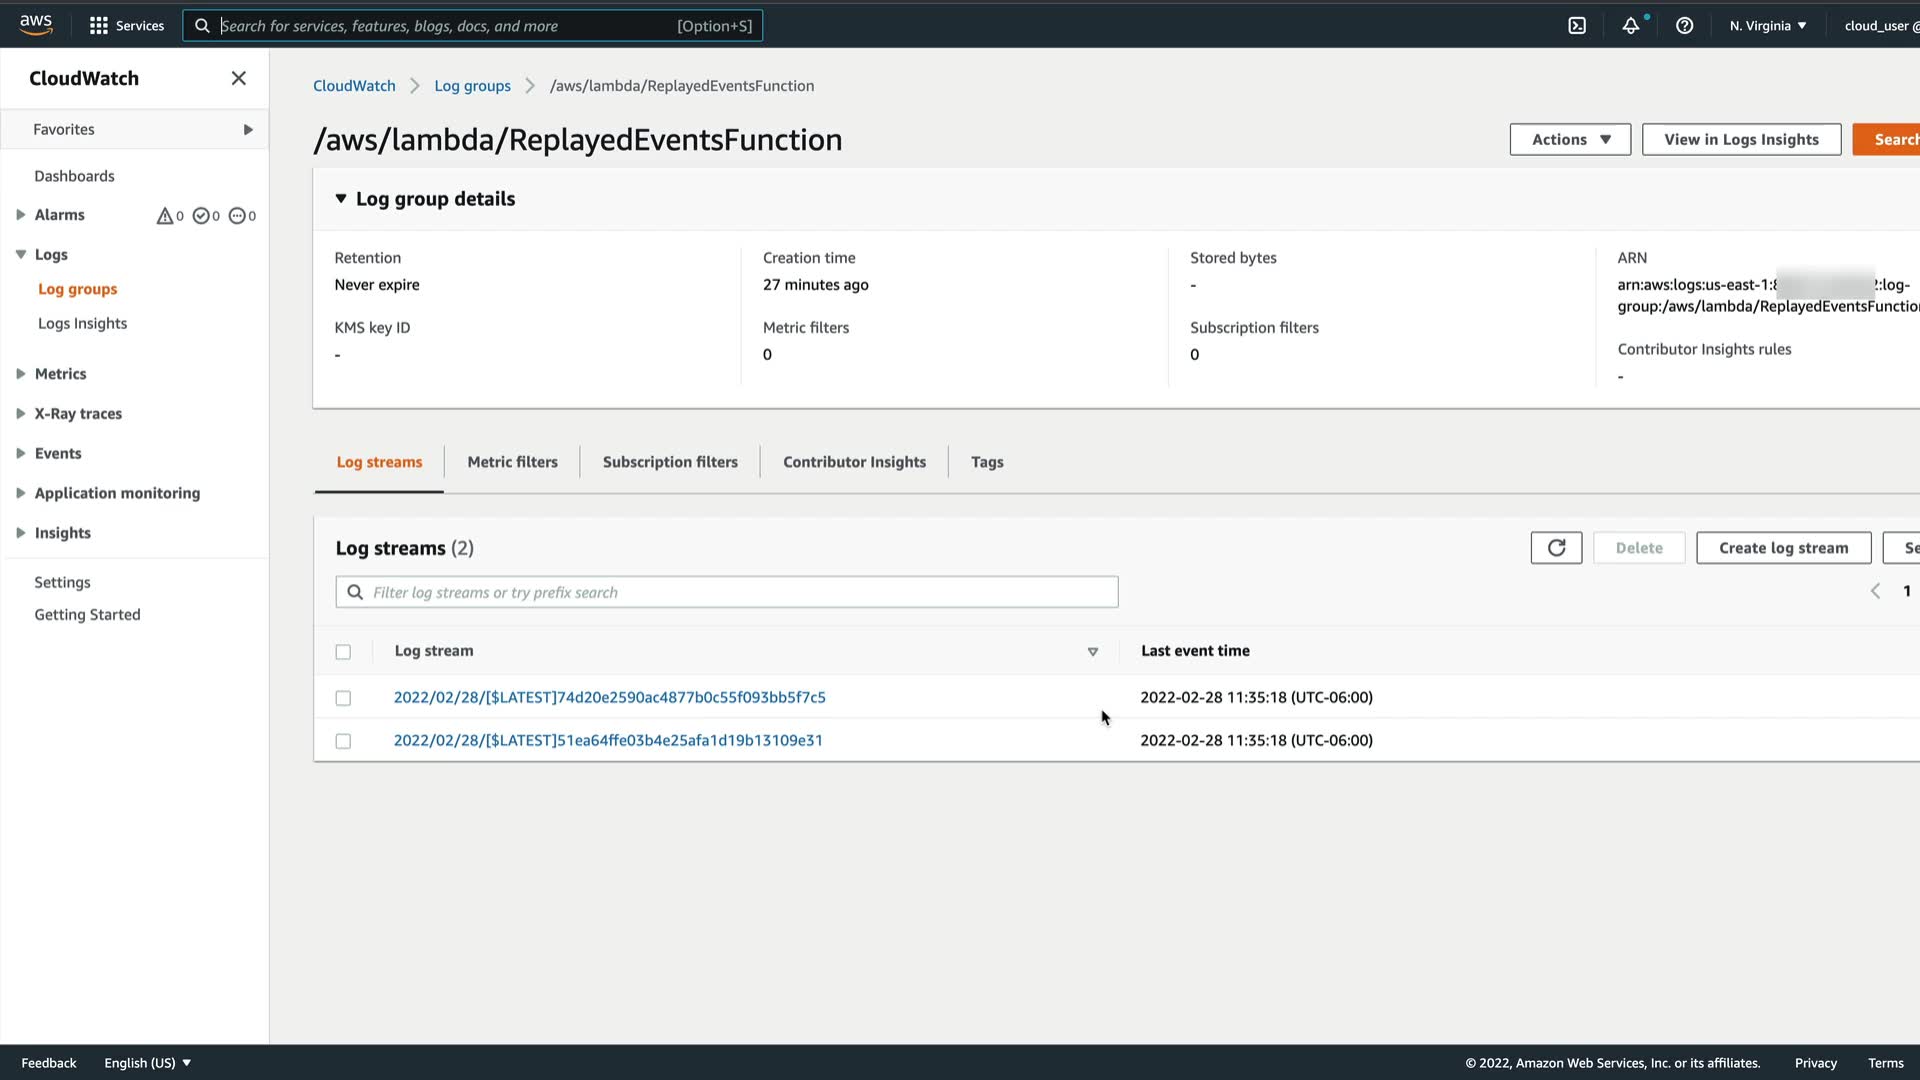 aws
Services
Search for services, features, blogs, docs, and more
[Option+S]
N. Virginia
cloud_user @
CloudWatch
Favorites
Dashboards
Alarms
0
0
0
Logs
Log groups
Logs Insights
Metrics
X-Ray traces
Events
Application monitoring
Insights
Settings
Getting Started
CloudWatch
Log groups
/aws/lambda/ReplayedEventsFunction
/aws/lambda/ReplayedEventsFunction
Actions
View in Logs Insights
Search
Log group details
Retention
Never expire
KMS key ID
-
Creation time
27 minutes ago
Metric filters
0
Stored bytes
-
Subscription filters
0
ARN
arn:aws:logs:us-east-1: :log-
group:/aws/lambda/ReplayedEventsFunctio
Contributor Insights rules
-
Log streams
Metric filters
Subscription filters
Contributor Insights
Tags
Log streams (2)
Delete
Create log stream
Se
Filter log streams or try prefix search
1
Log stream
Last event time
2022/02/28/[$LATEST]74d20e2590ac4877b0c55f093bb5f7c5
2022-02-28 11:35:18 (UTC-06:00)
2022/02/28/[$LATEST]51ea64ffe03b4e25afa1d19b13109e31
2022-02-28 11:35:18 (UTC-06:00)
Feedback
English (US)
© 2022, Amazon Web Services, Inc. or its affiliates.
Privacy
Terms